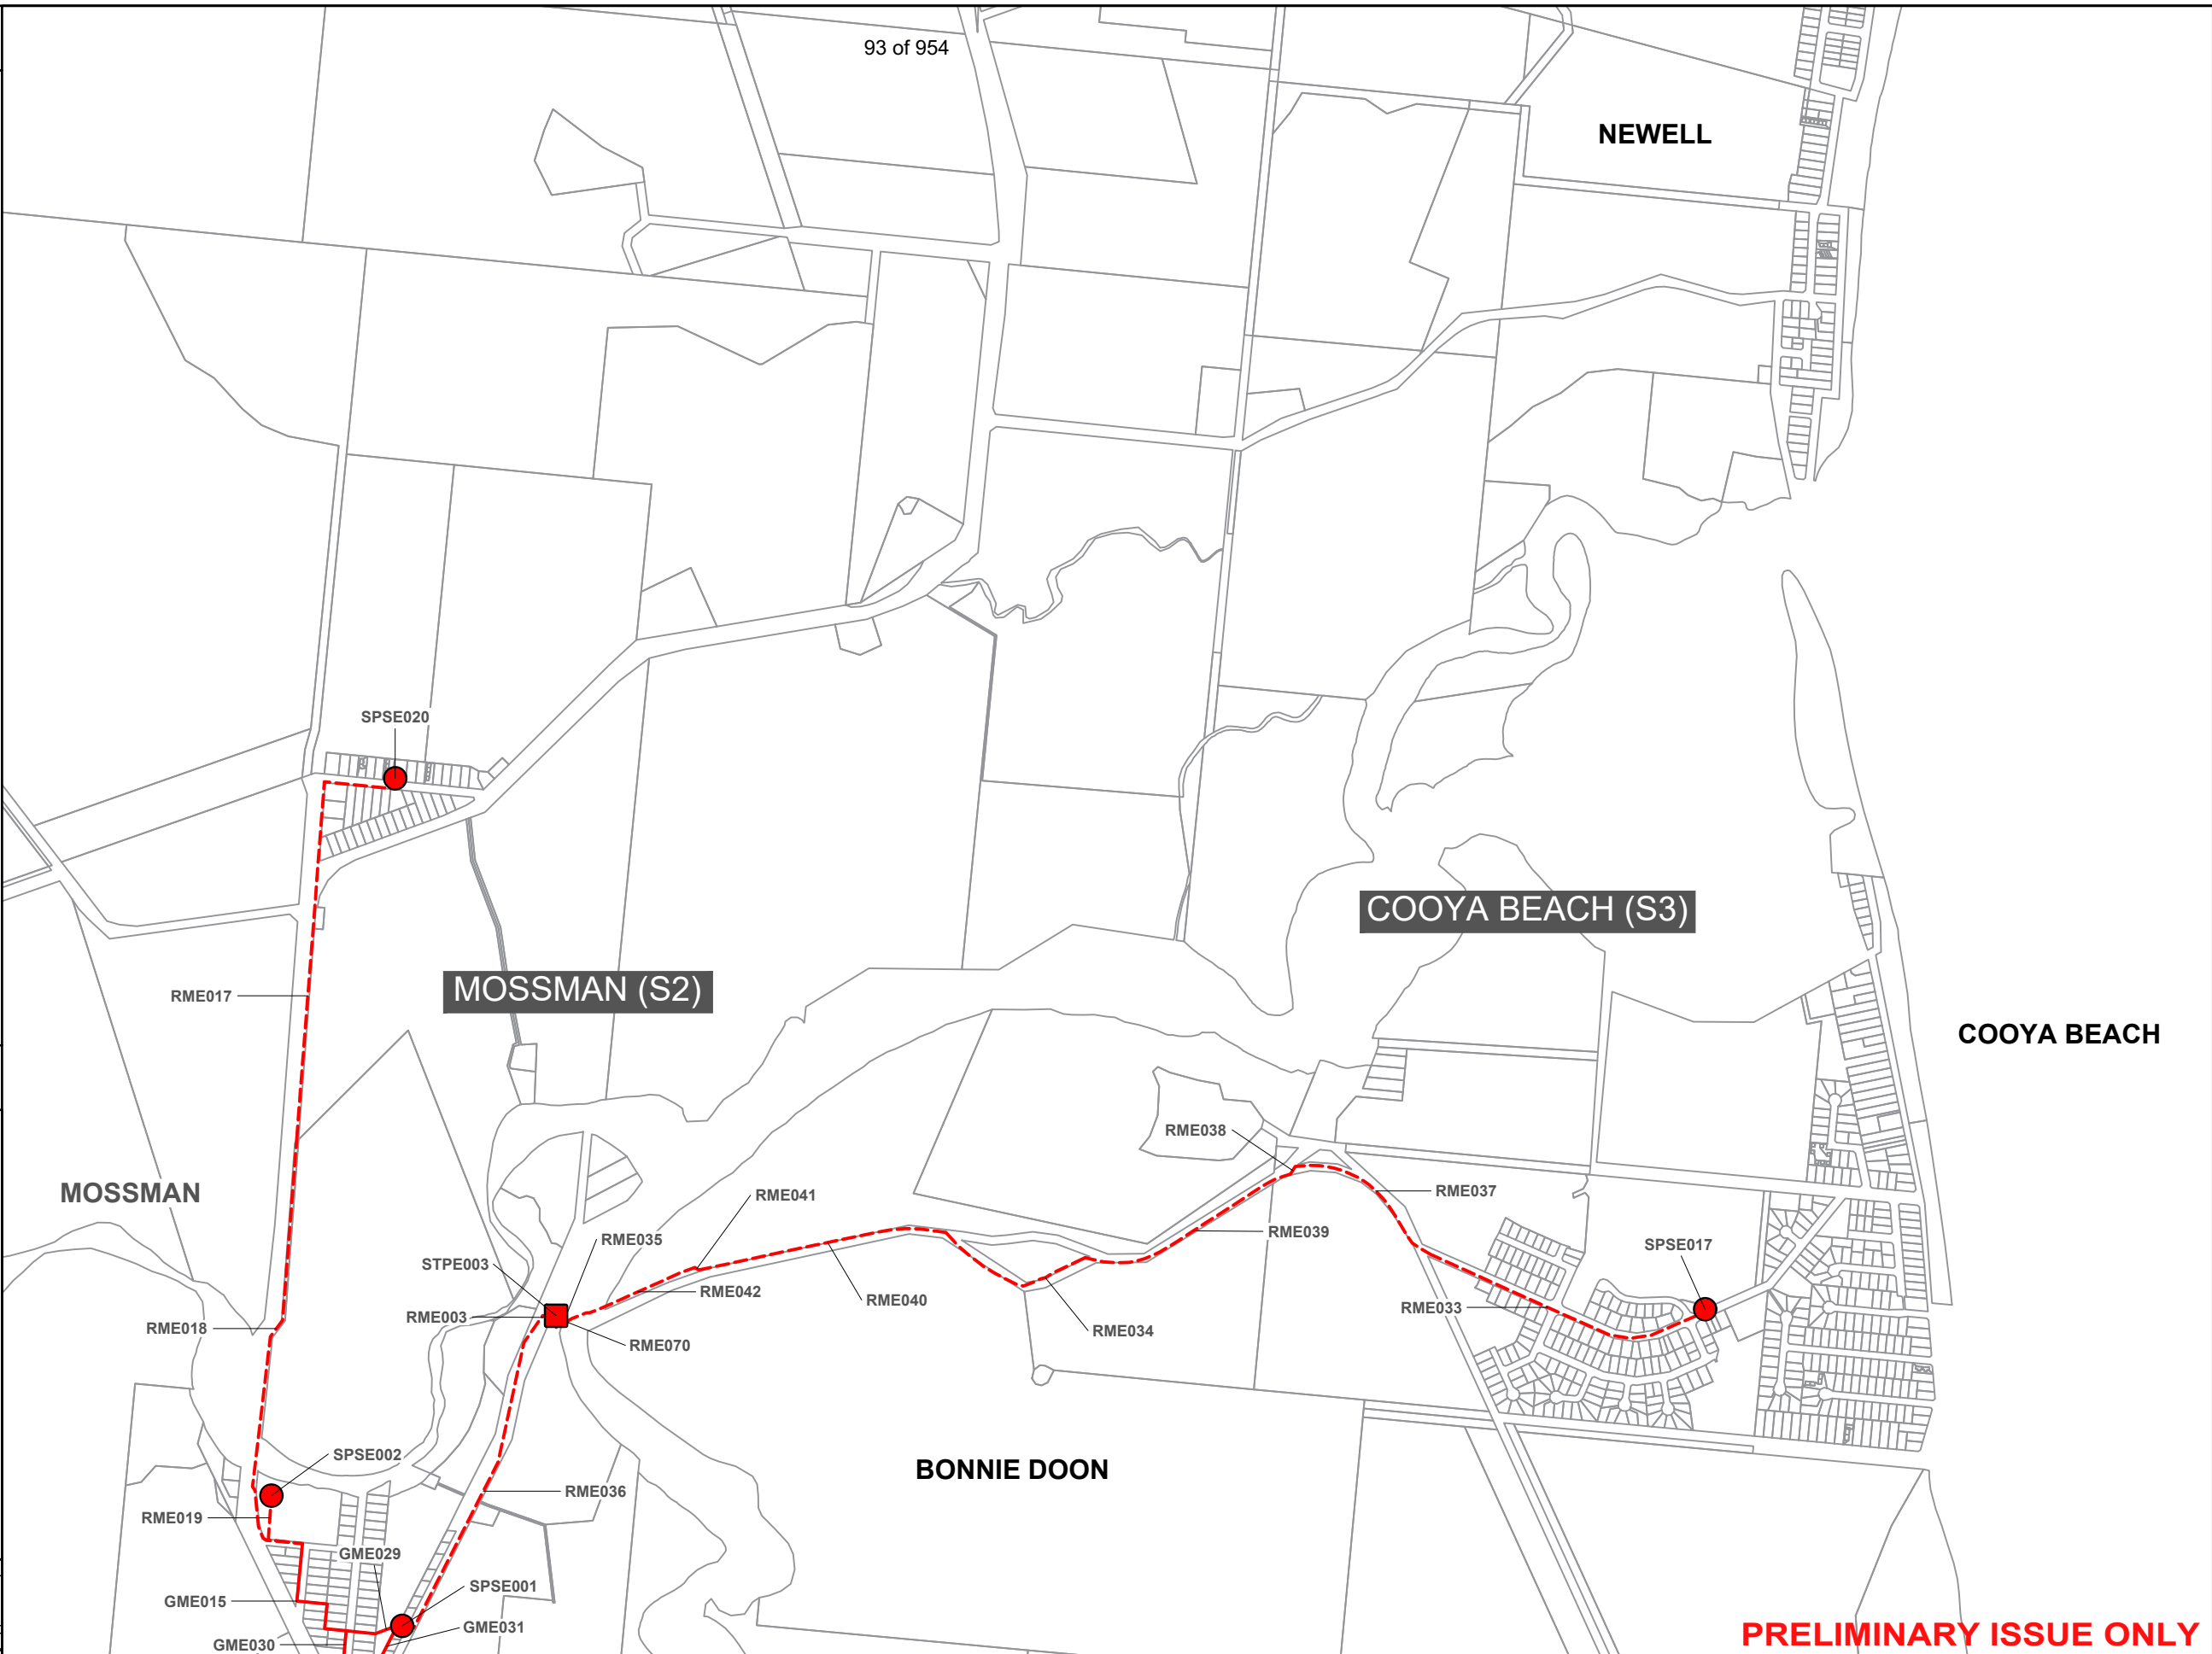 93 of 954
NEWELL
SPSE020
COOYA BEACH (S3)
MOSSMAN (S2)
RME017
COOYA BEACH
RME038
MOSSMAN
RME041
RME037
RME035
RME039
STPE003
SPSE017
RME042
RME040
RME033
RME003
RME018
RME034
RME070
SPSE002
BONNIE DOON
RME036
RME019
GME029
SPSE001
GME015
GME031
GME030
PRELIMINARY ISSUE ONLY